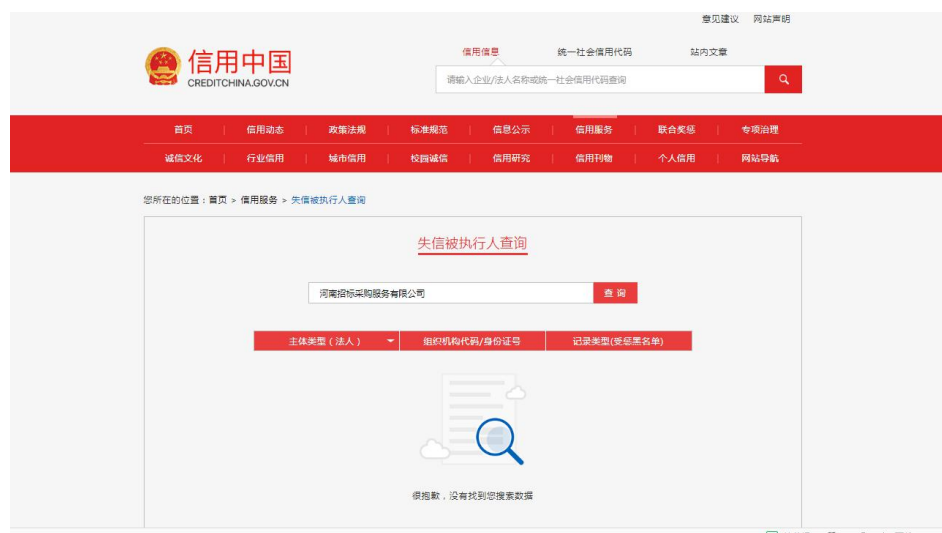 意见建议 网站声明
信用中国
CREDITCHINA.GOV.CN
信用信息 统一社会信用代码 站内文章
请输入企业/法人名称或统一社会信用代码查询
首页 | 信用动态 | 政策法规 | 标准规范 | 信息公示 | 信用服务 | 联合奖惩 | 专项治理
诚信文化 | 行业信用 | 城市信用 | 校园诚信 | 信用研究 | 信用刊物 | 个人信用 | 网站导航
您所在的位置:首页 > 信用服务 > 失信被执行人查询
失信被执行人查询
河南招标采购服务有限公司 查 询
主体类型(法人) 组织机构代码/身份证号 记录类型(受惩黑名单)
很抱歉,没有找到您搜索数据